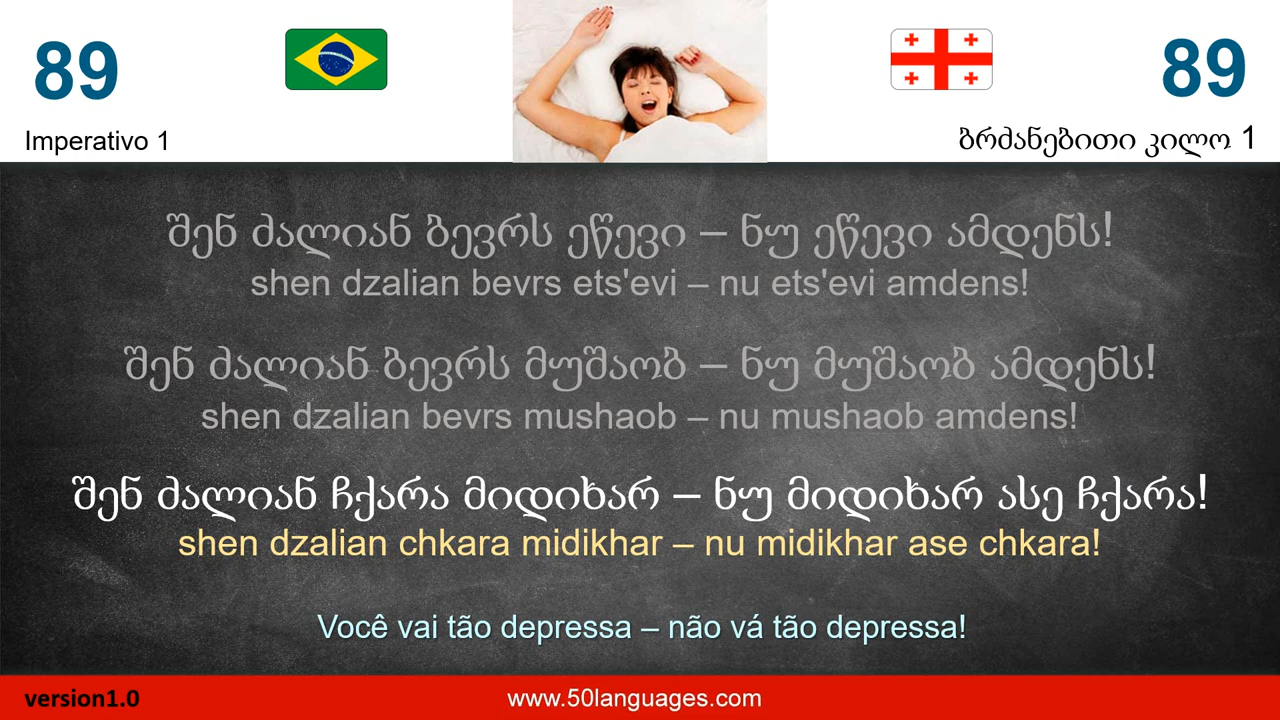 89
89
Imperativo 1
ბრძანებითი კილო 1
შენ ძალიან ბევრს ეწევი – ნუ ეწევი ამდენს!
shen dzalian bevrs ets'evi – nu ets'evi amdens!
შენ ძალიან ბევრს მუშაობ – ნუ მუშაობ ამდენს!
shen dzalian bevrs mushaob – nu mushaob amdens!
შენ ძალიან ჩქარა მიდიხარ – ნუ მიდიხარ ასე ჩქარა!
shen dzalian chkara midikhar – nu midikhar ase chkara!
Você vai tão depressa – não vá tão depressa!
version1.0
www.50languages.com